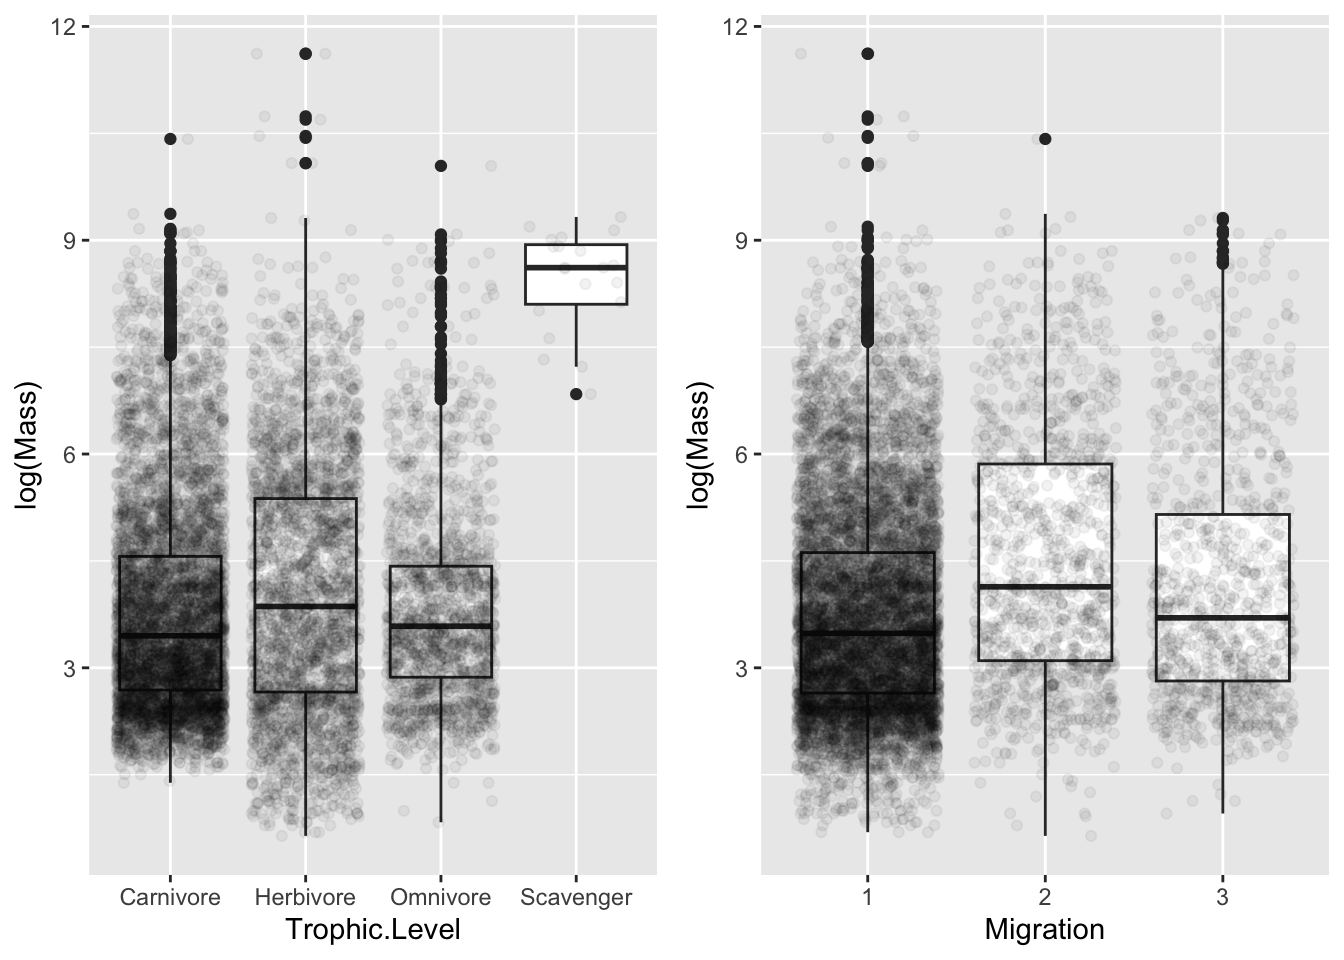 12
9
6
3
log(Mass)
Carnivore Herbivore Omnivore Scavenger
Trophic.Level
12
9
6
3
log(Mass)
1 2 3
Migration